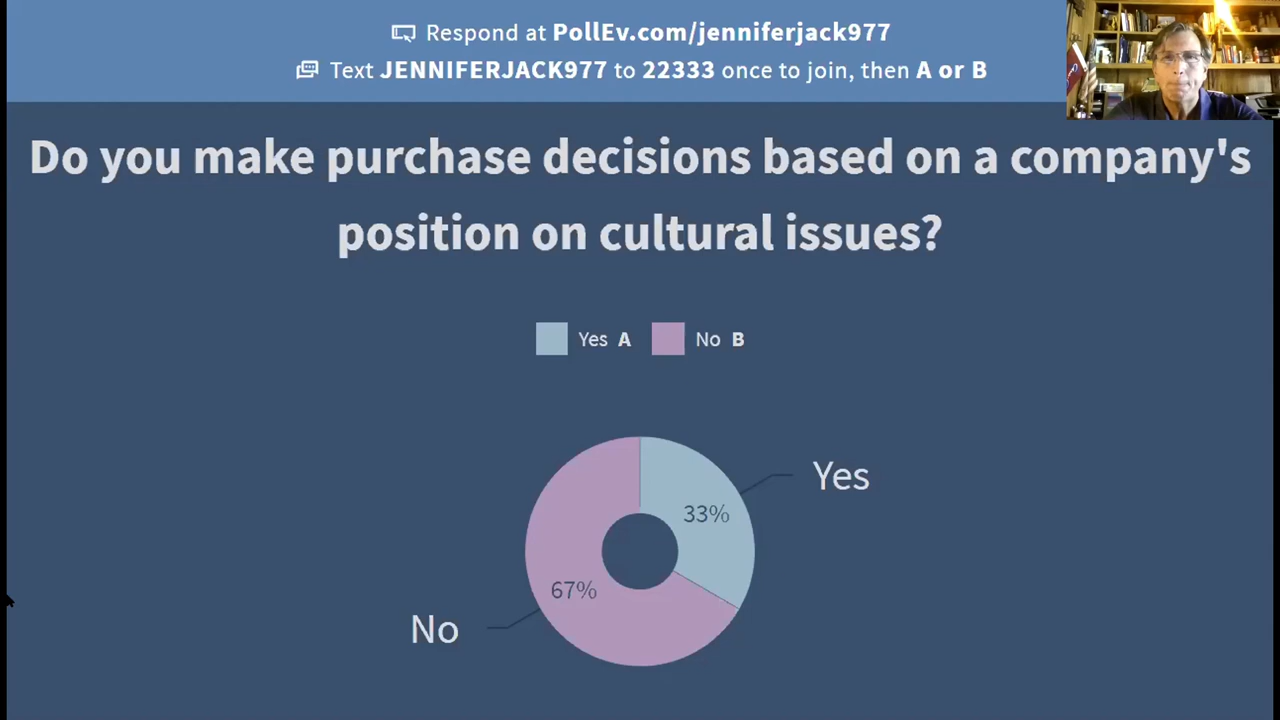 Respond at PollEv.com/jenniferjack977
Text JENNIFERJACK977 to 22333 once to join, then A or B
Do you make purchase decisions based on a company's
position on cultural issues?
Yes A No B
Yes
33%
67%
No